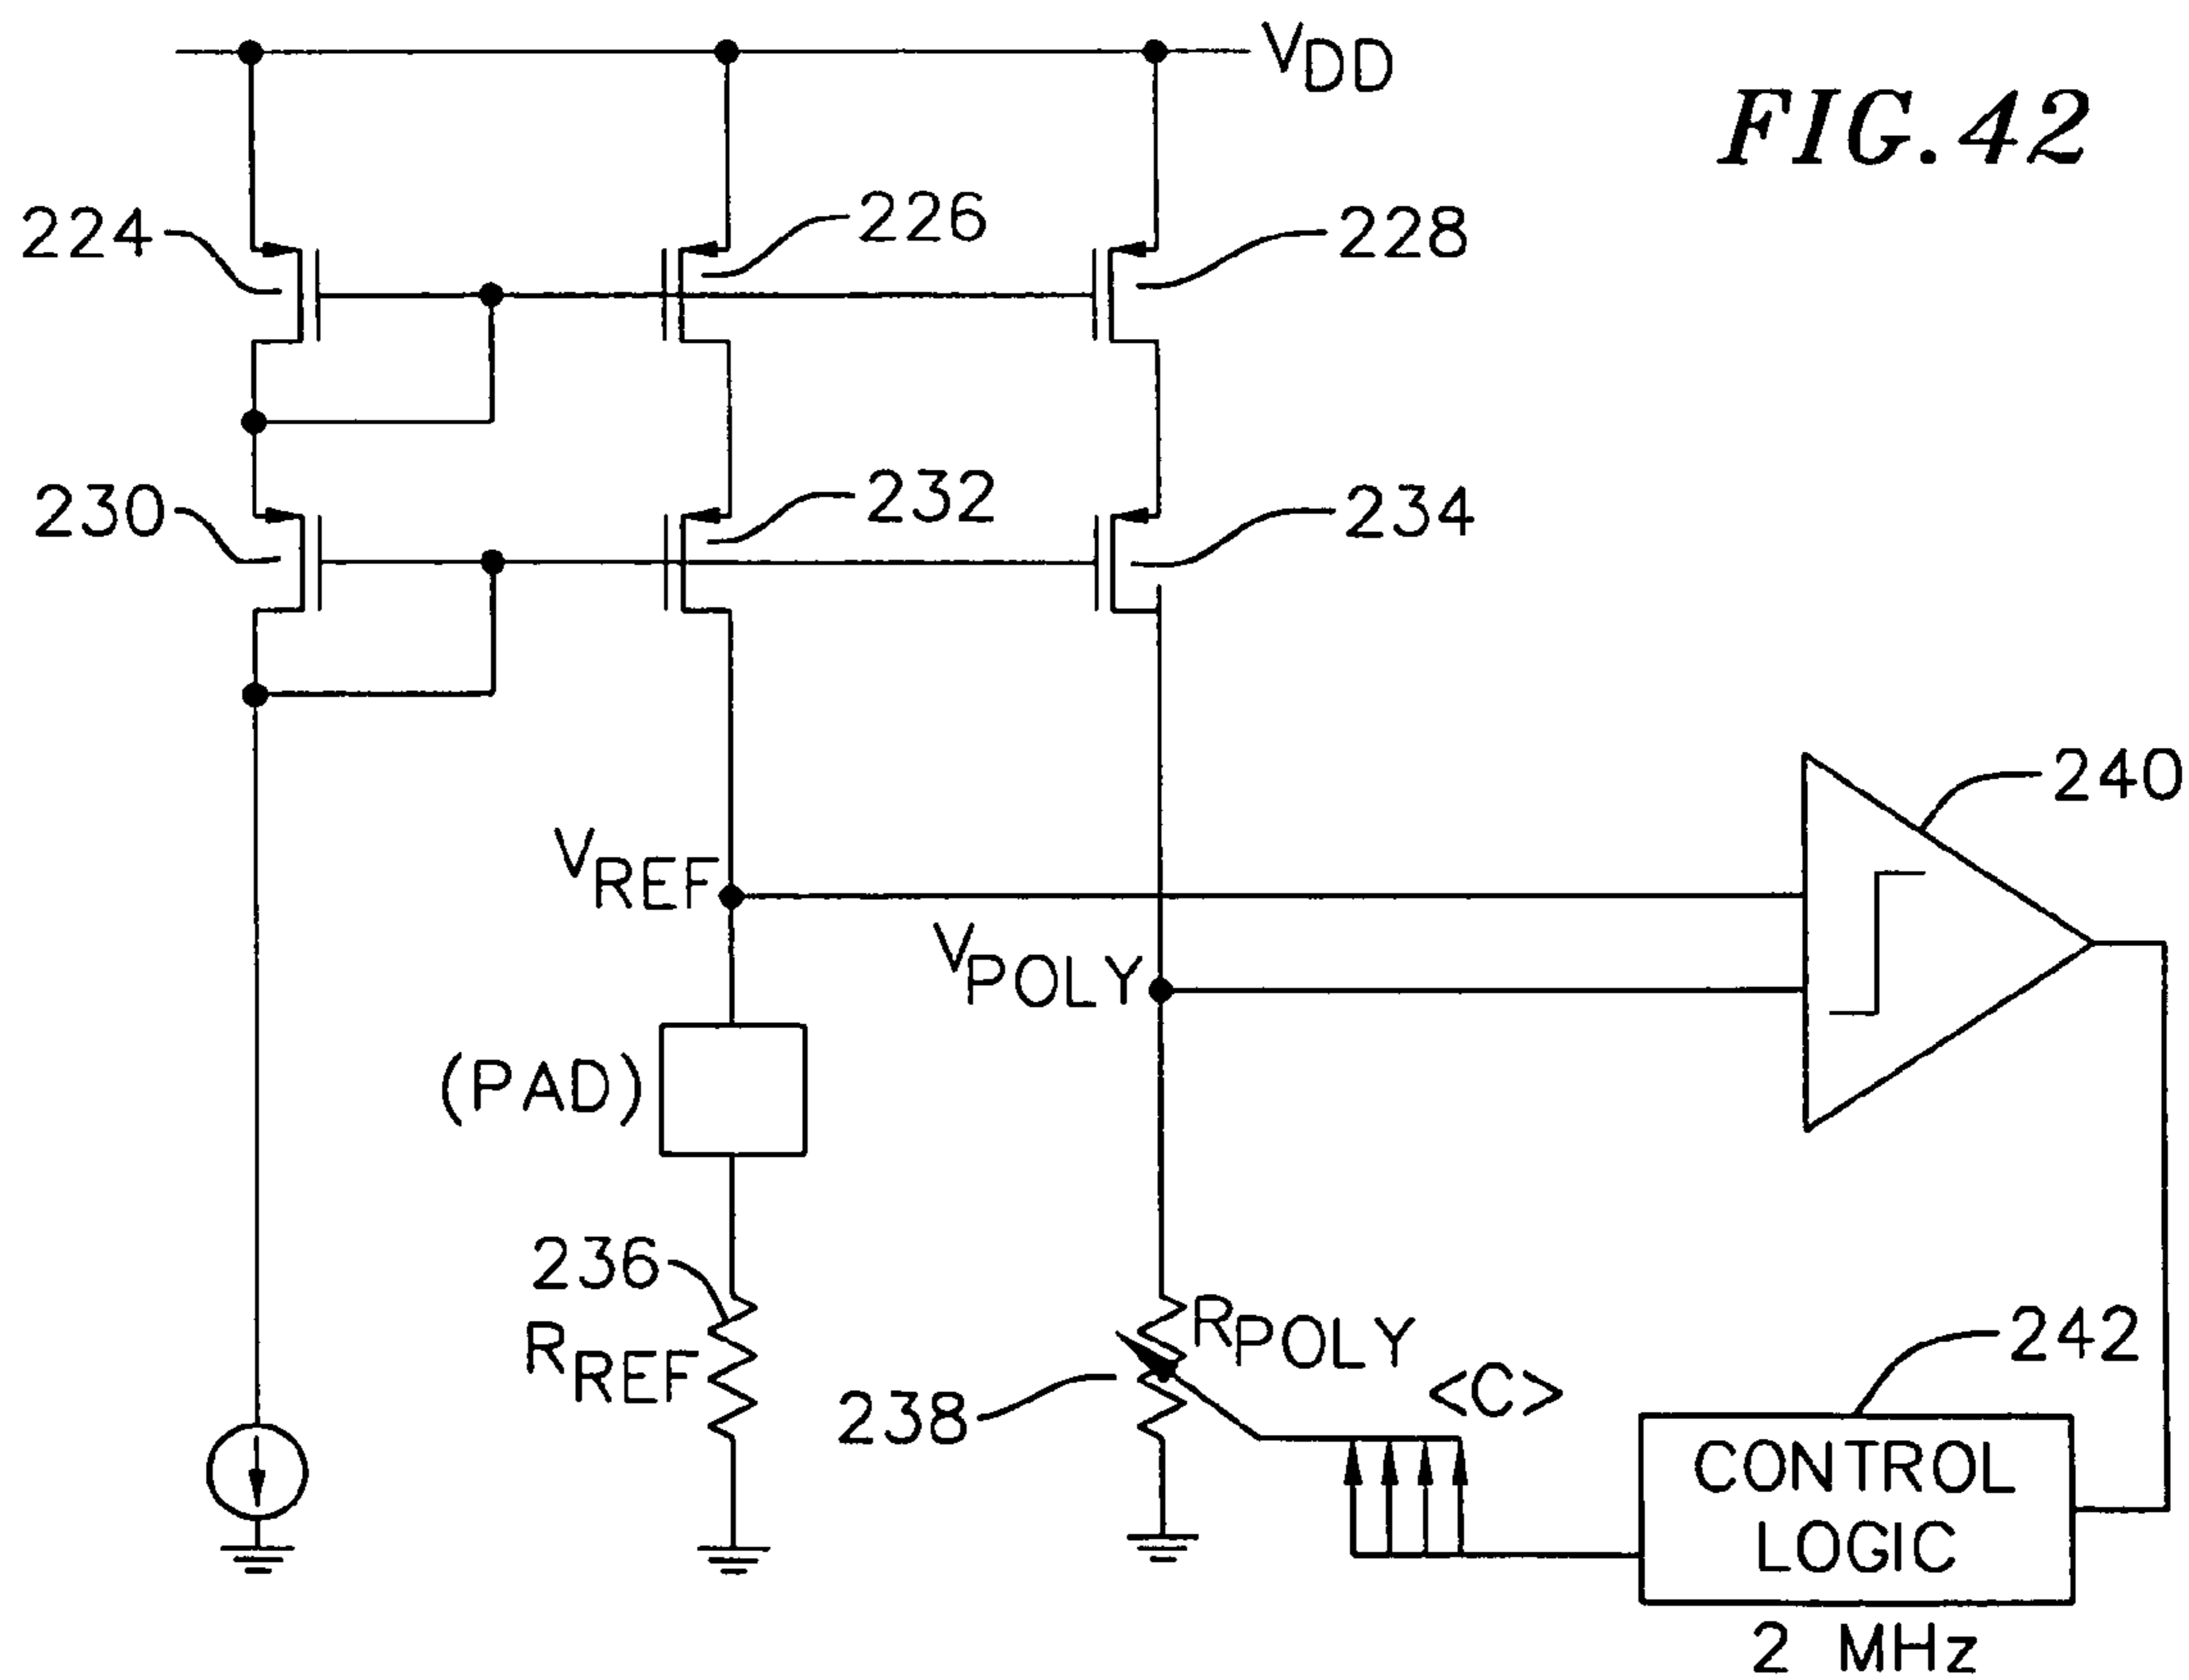 VDD
FIG. 42
224
226
228
230
232
234
240
VREF
VPOLY
(PAD)
236
RREF
RPOLY
238
<C>
242
CONTROL
LOGIC
2 MHz